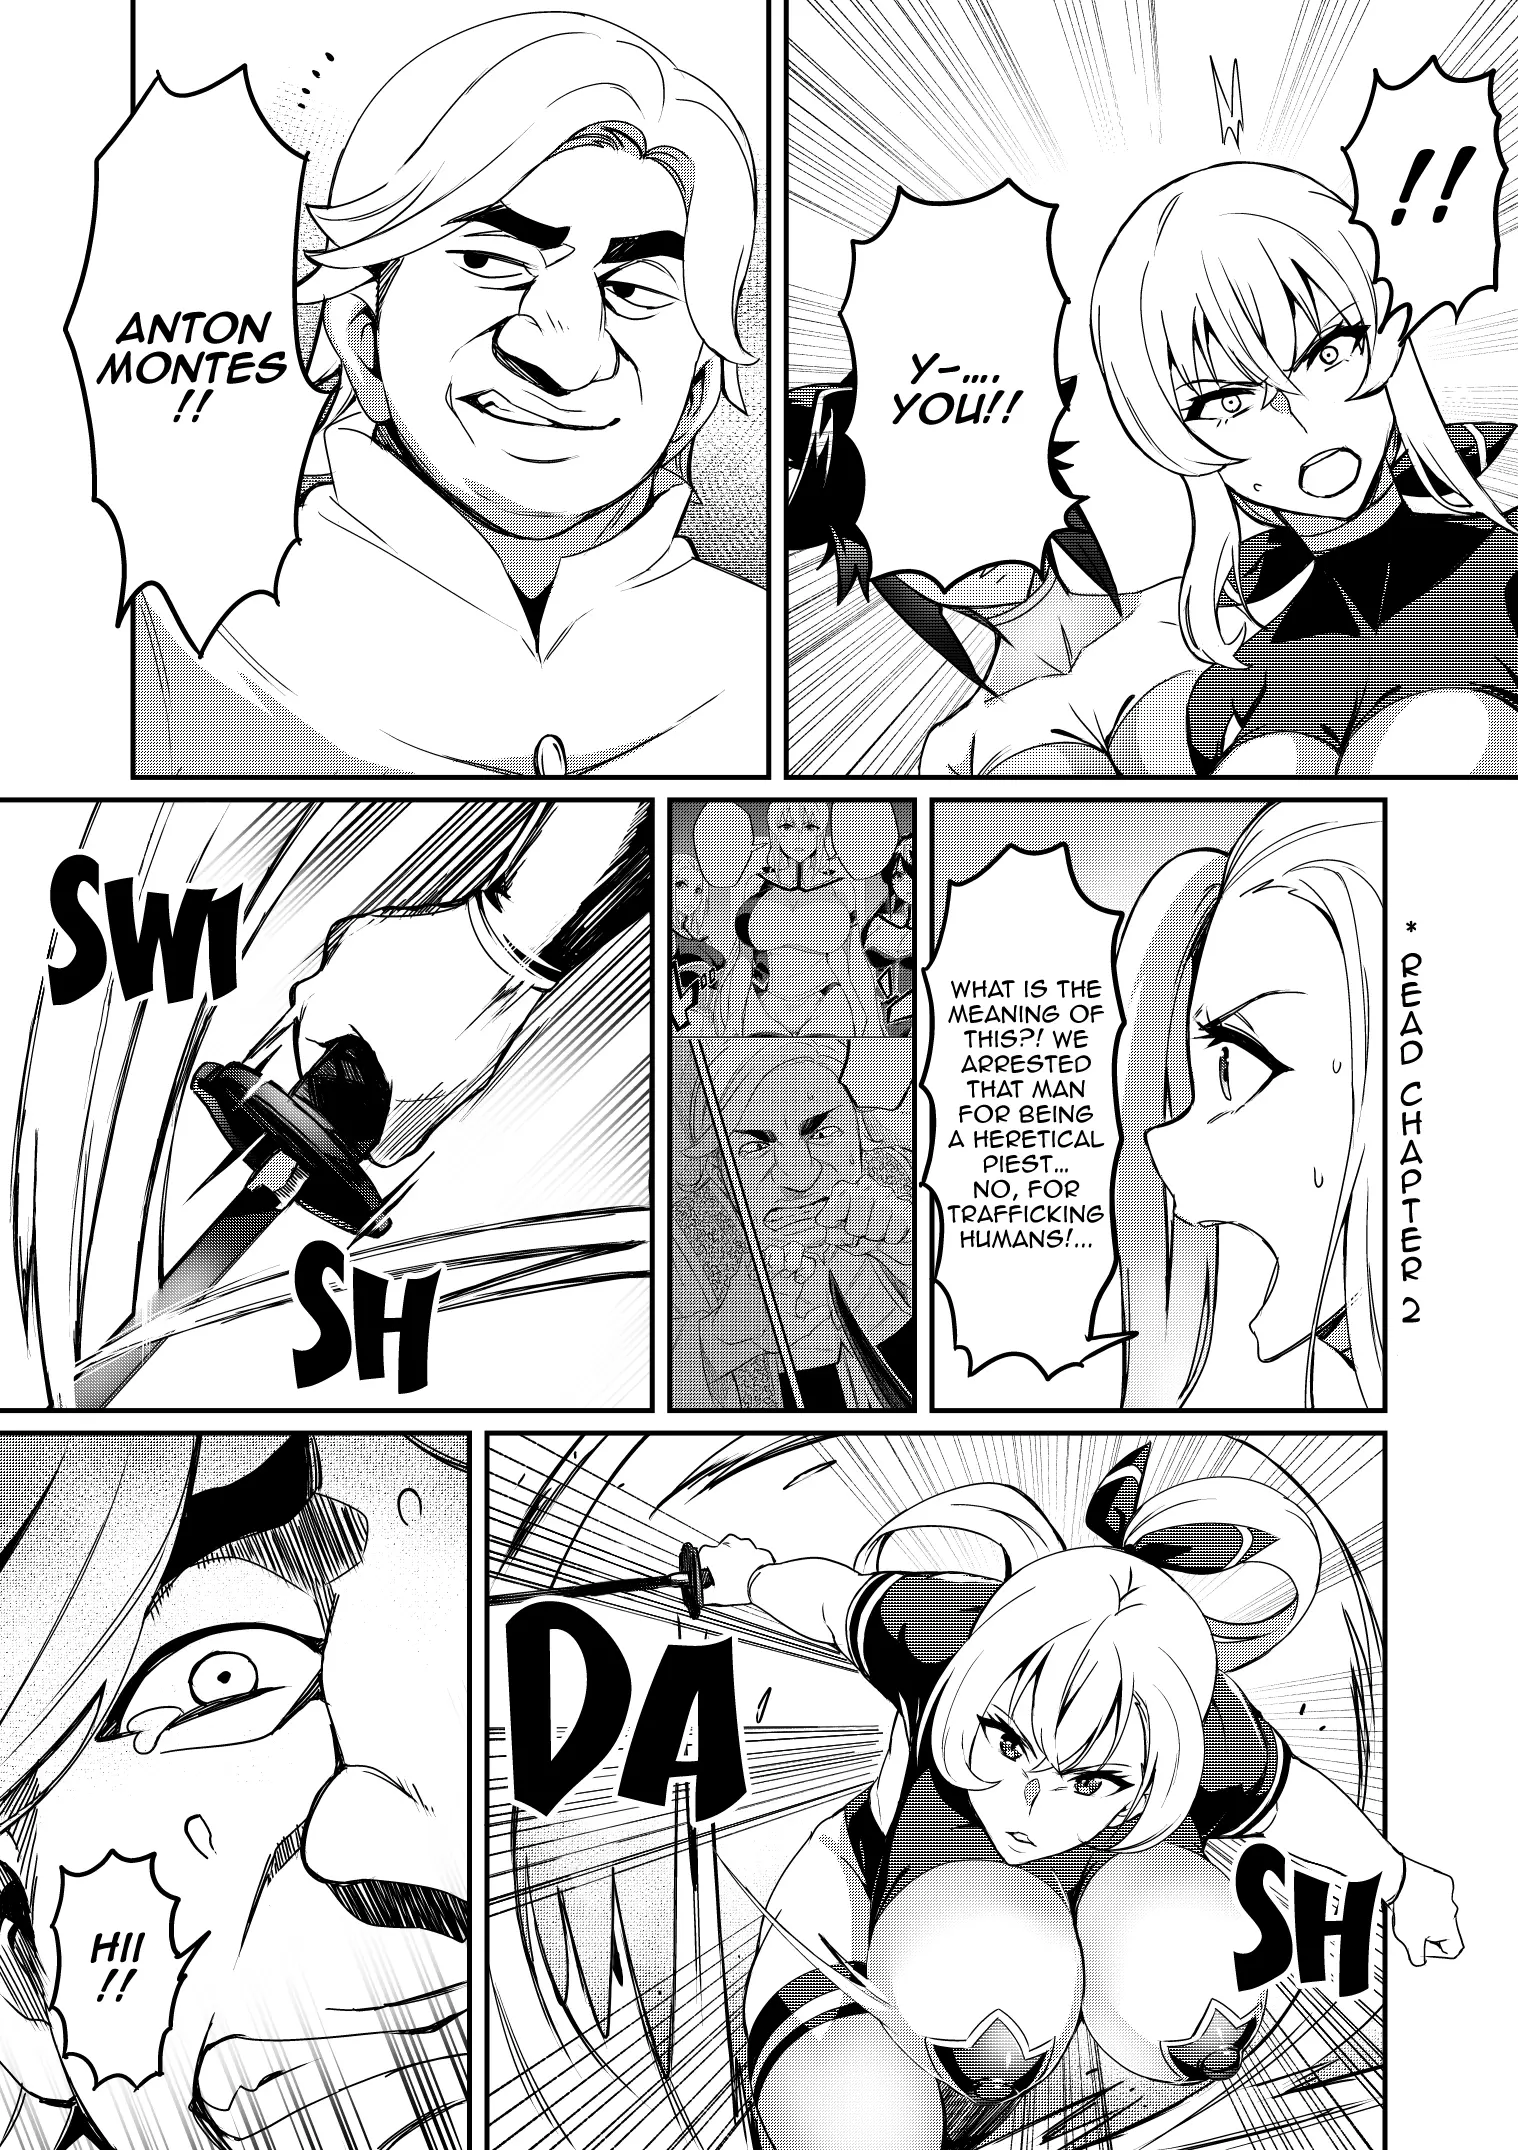 !!
Y-....
YOU!!
ANTON
MONTES
!!
* READ CHAPTER 2
WHAT IS THE
MEANING OF
THIS?! WE
ARRESTED
THAT MAN
FOR BEING
A HERETICAL
PIEST...
NO, FOR
TRAFFICKING
HUMANS!...
SWI
SH
DA
SH
HII
!!